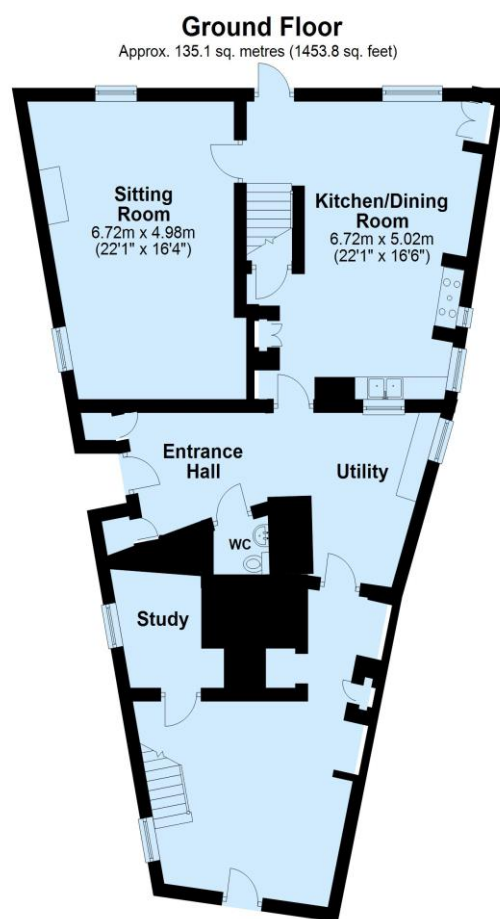 Ground Floor
Approx. 135.1 sq. metres (1453.8 sq. feet)
Sitting
Room
6.72m x 4.98m
(22'1" x 16'4")
Kitchen/Dining
Room
6.72m x 5.02m
(22'1" x 16'6")
Entrance
Hall
Utility
WC
Study